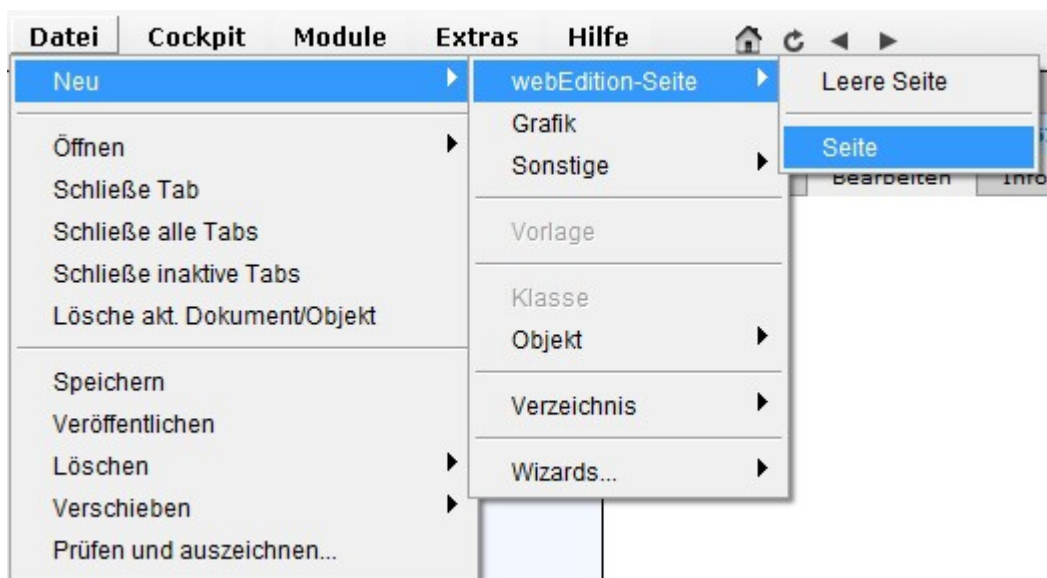 Datei Cockpit Module Extras Hilfe
Neu
Öffnen
Schließe Tab
Schließe alle Tabs
Schließe inaktive Tabs
Lösche akt. Dokument/Objekt
Speichern
Veröffentlichen
Löschen
Verschieben
Prüfen und auszeichnen...
webEdition-Seite
Grafik
Sonstige
Vorlage
Klasse
Objekt
Verzeichnis
Wizards...
Leere Seite
Seite
Bearbeiten